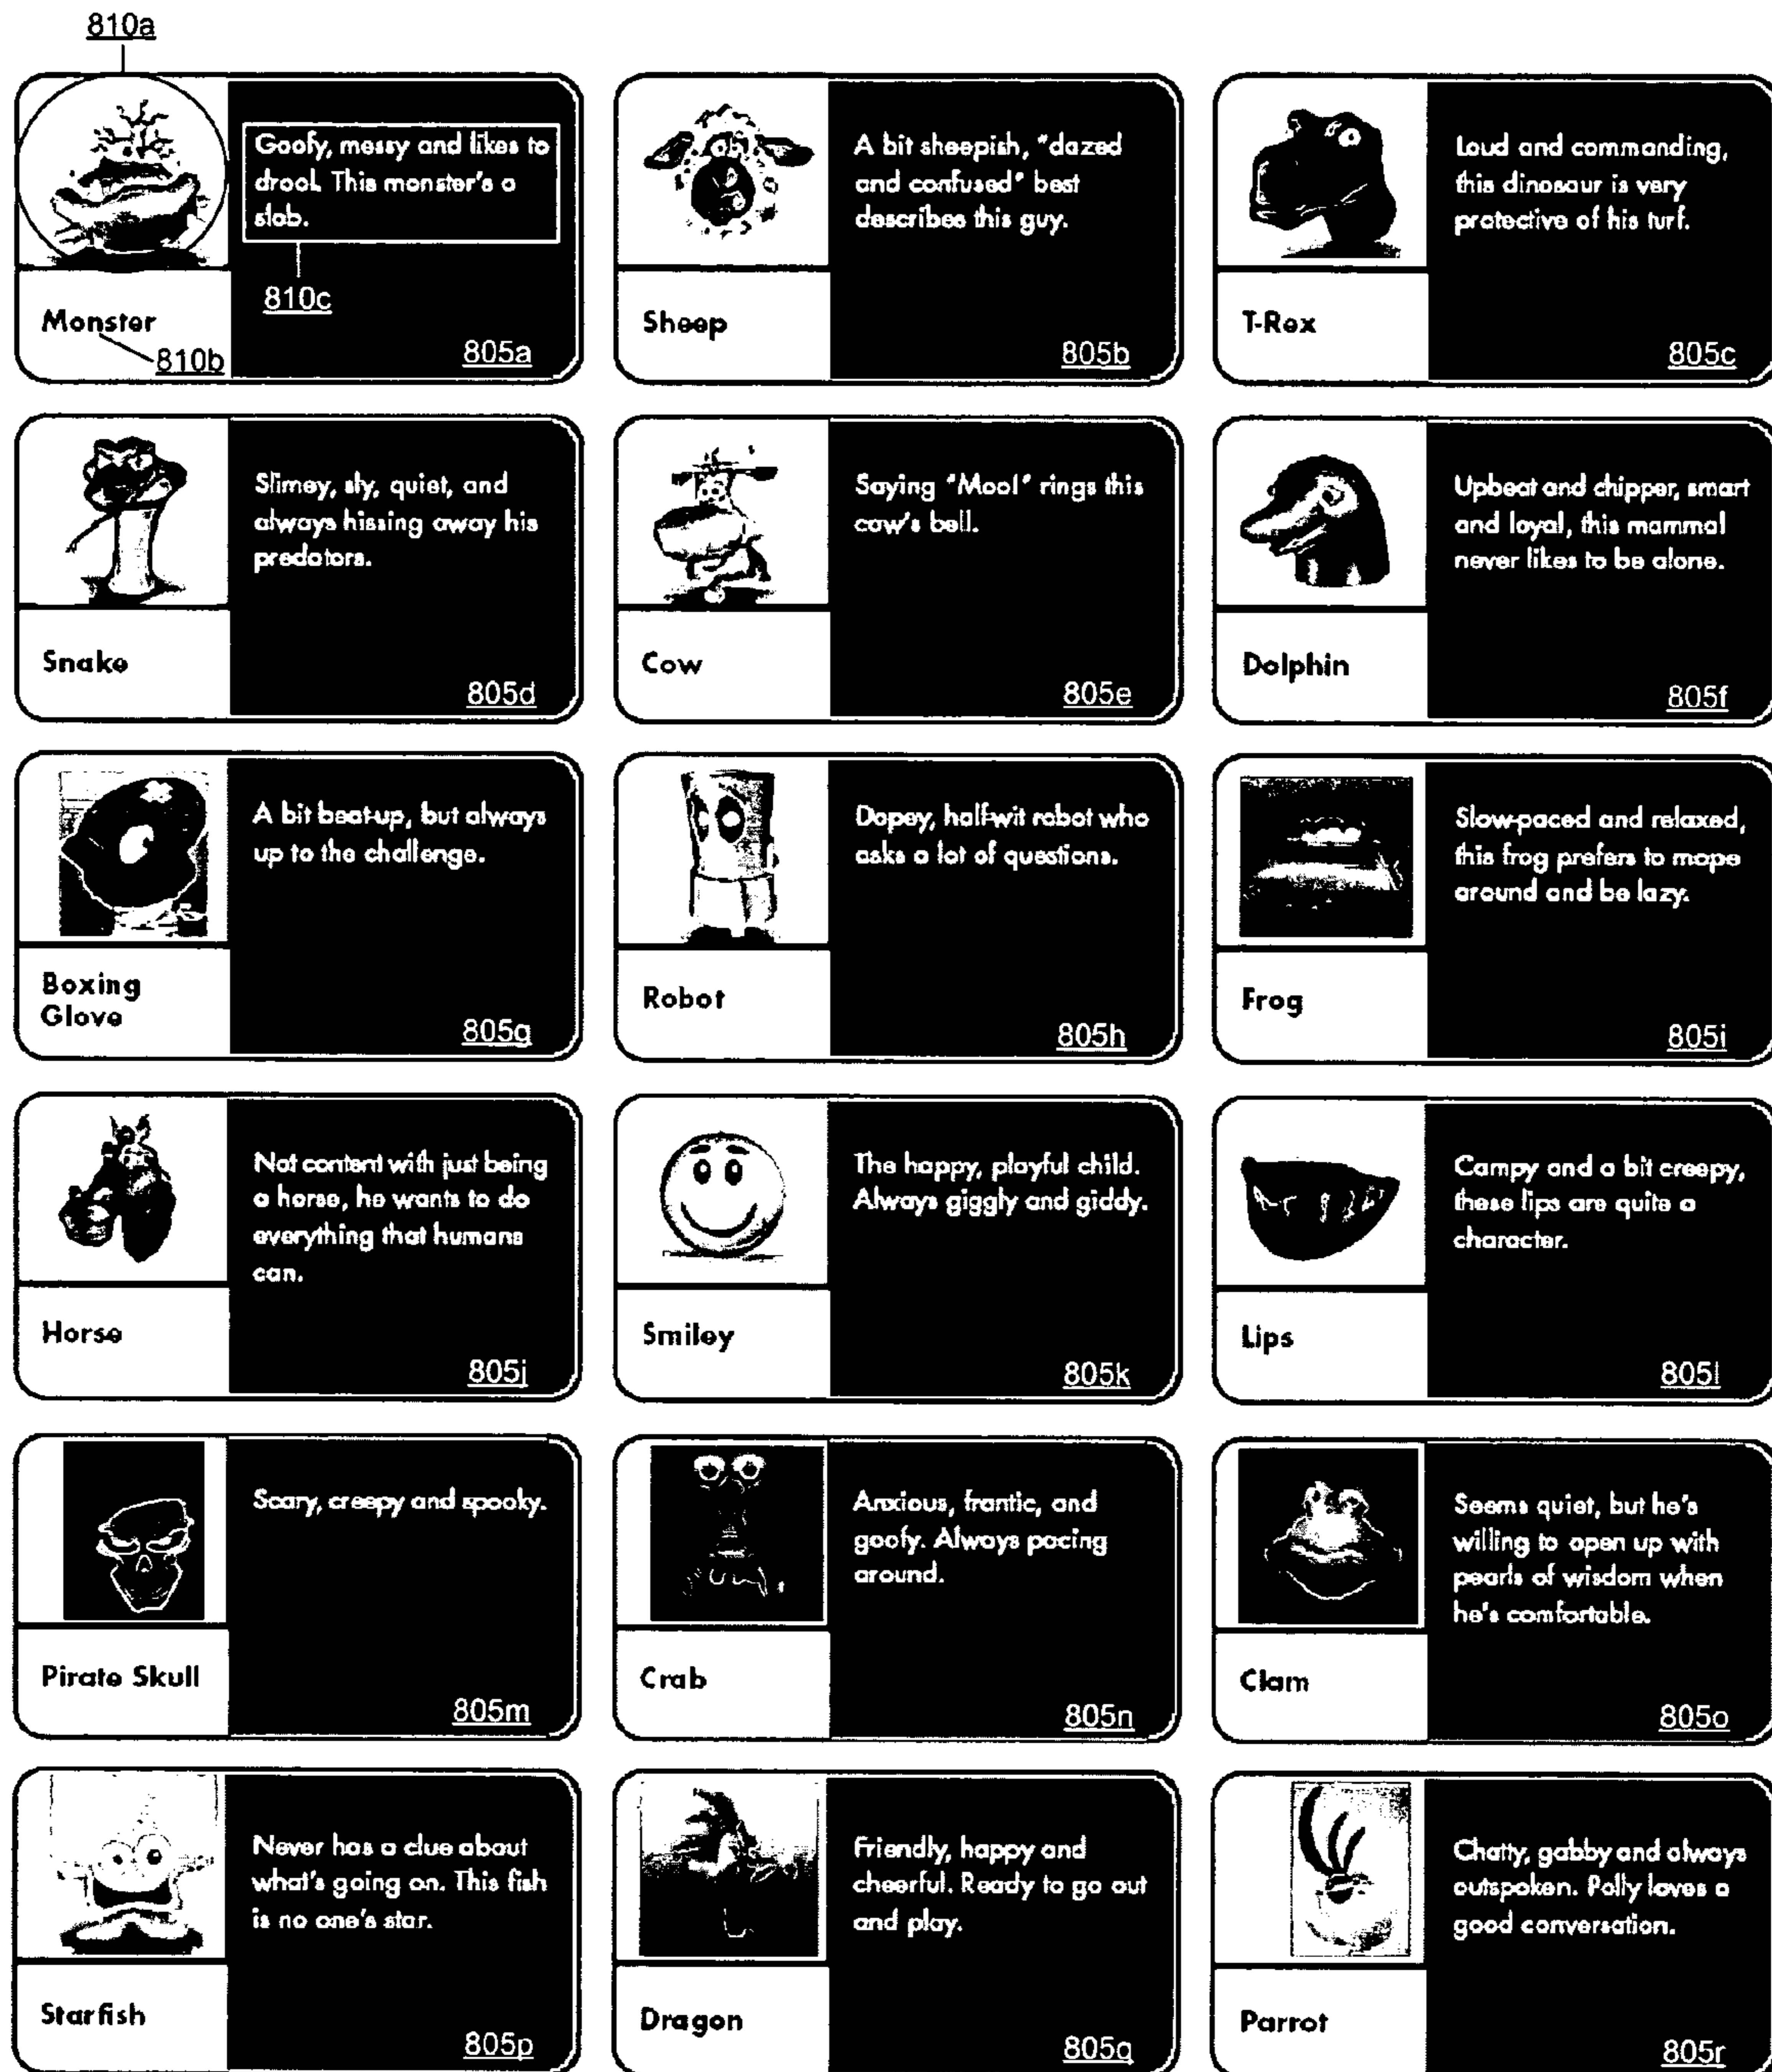 810a
Goofy, messy and likes to
drool. This monster's a
slob.
810c
Monster
810b
805a
A bit sheepish, "dazed
and confused" best
describes this guy.
Sheep
805b
Loud and commanding,
this dinosaur is very
protective of his turf.
T-Rex
805c
Slimey, sly, quiet, and
always hissing away his
predators.
Snake
805d
Saying "Moo!" rings this
cow's bell.
Cow
805e
Upbeat and chipper, smart
and loyal, this mammal
never likes to be alone.
Dolphin
805f
A bit beat-up, but always
up to the challenge.
Boxing
Glove
805g
Dopey, half-wit robot who
asks a lot of questions.
Robot
805h
Slow-paced and relaxed,
this frog prefers to mope
around and be lazy.
Frog
805i
Not content with just being
a horse, he wants to do
everything that humans
can.
Horse
805j
The happy, playful child.
Always giggly and giddy.
Smiley
805k
Campy and a bit creepy,
these lips are quite a
character.
Lips
805l
Scary, creepy and spooky.
Pirate Skull
805m
Anxious, frantic, and
goofy. Always pacing
around.
Crab
805n
Seems quiet, but he's
willing to open up with
pearls of wisdom when
he's comfortable.
Clam
805o
Never has a clue about
what's going on. This fish
is no one's star.
Starfish
805p
Friendly, happy and
cheerful. Ready to go out
and play.
Dragon
805q
Chatty, gabby and always
outspoken. Polly loves a
good conversation.
Parrot
805r